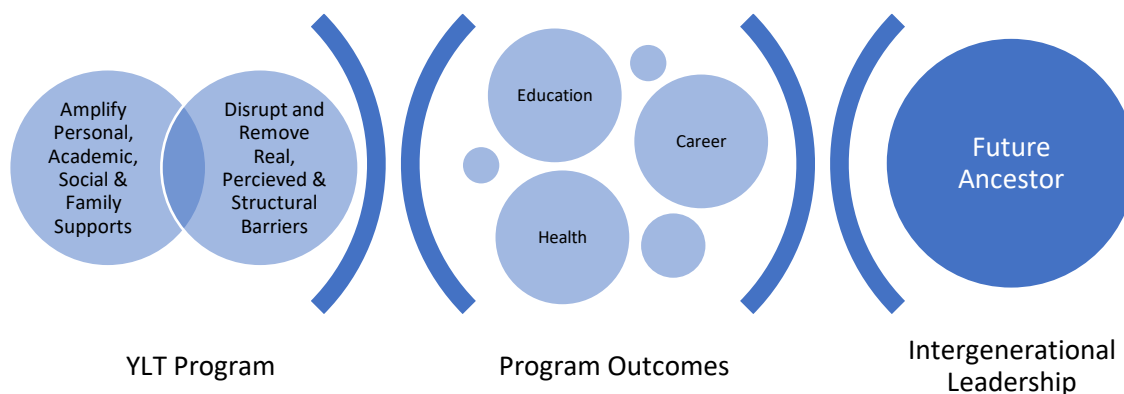 Amplify
Personal,
Academic,
Social &
Family
Supports
Disrupt and
Remove
Real,
Percieved &
Structural
Barriers
YLT Program
Education
Career
Health
Program Outcomes
Future
Ancestor
Intergenerational
Leadership